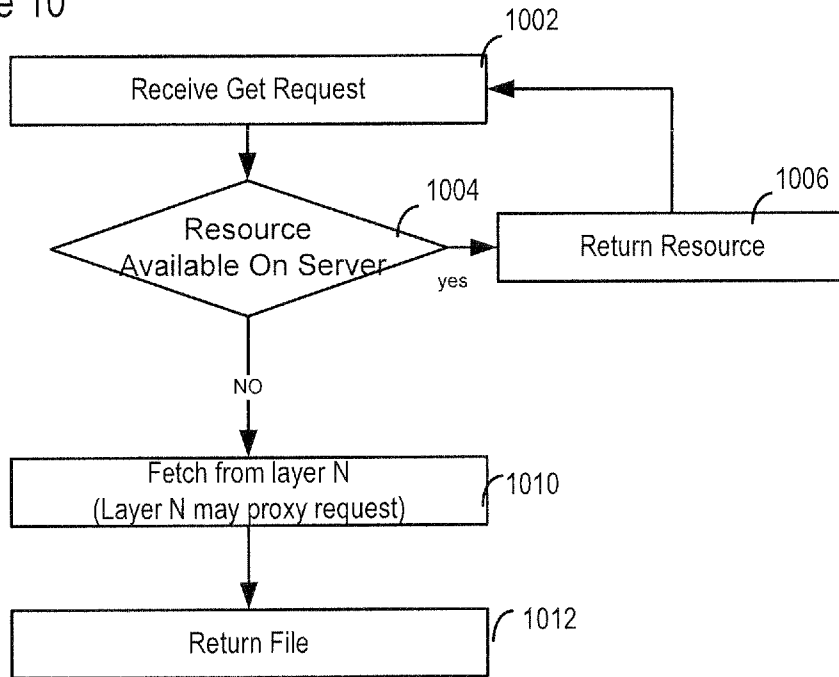 e 10
1002
Receive Get Request
1004
1006
Resource
Available On Server
Return Resource
yes
NO
Fetch from layer N
(Layer N may proxy request)
1010
1012
Return File